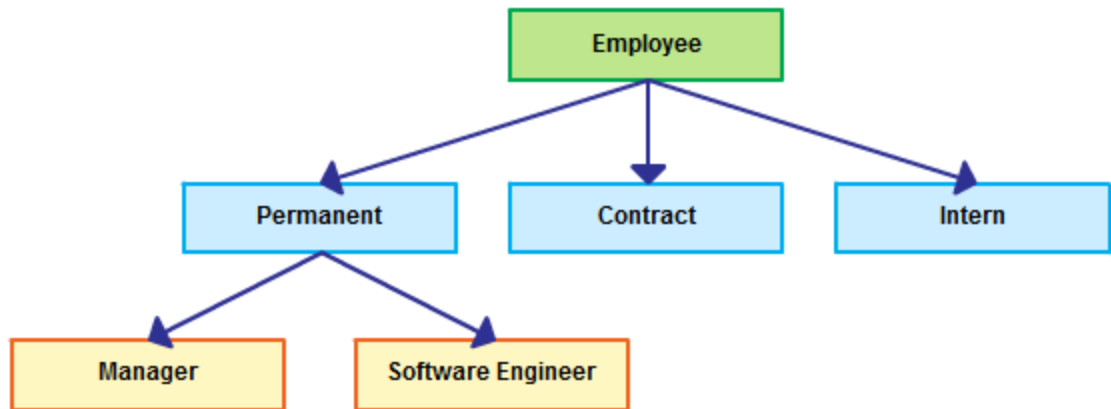 Employee
Permanent
Contract
Intern
Manager
Software Engineer